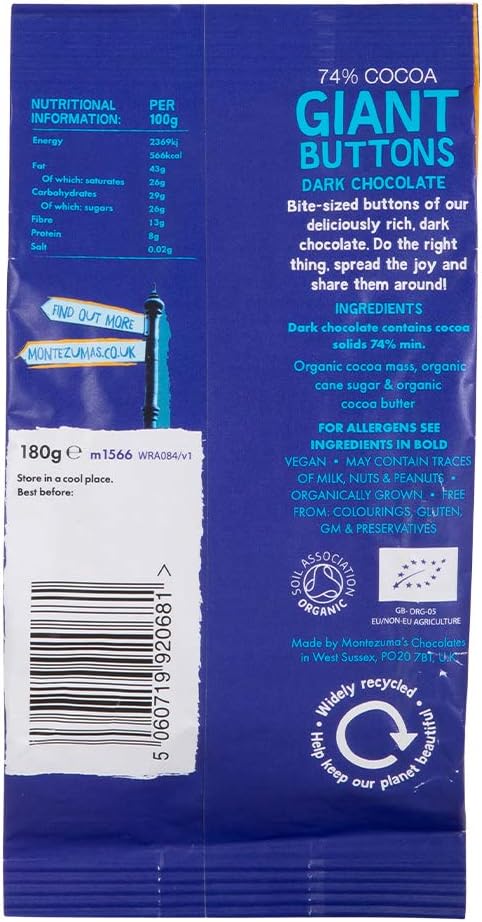 NUTRITIONAL INFORMATION: PER 100g
Energy 2369kj
566kcal
Fat 43g
Of which: saturates 26g
Carbohydrates 29g
Of which: sugars 26g
Fibre 13g
Protein 8g
Salt 0.02g
FIND OUT MORE
MONTEZUMAS.CO.UK
180g ℮ m1566 WRA084/v1
Store in a cool place.
Best before:
5 060719 920681 >
74% COCOA
GIANT
BUTTONS
DARK CHOCOLATE
Bite-sized buttons of our
deliciously rich, dark
chocolate. Do the right
thing, spread the joy and
share them around!
INGREDIENTS
Dark chocolate contains cocoa
solids 74% min.
Organic cocoa mass, organic
cane sugar & organic
cocoa butter
FOR ALLERGENS SEE
INGREDIENTS IN BOLD
VEGAN • MAY CONTAIN TRACES
OF MILK, NUTS & PEANUTS •
ORGANICALLY GROWN • FREE
FROM: COLOURINGS, GLUTEN,
GM & PRESERVATIVES
SOIL ASSOCIATION
ORGANIC
GB-ORG-05
EU/NON-EU AGRICULTURE
Made by Montezuma's Chocolates
in West Sussex, PO20 7BT, U.K.
• Widely recycled •
Help keep our planet beautiful